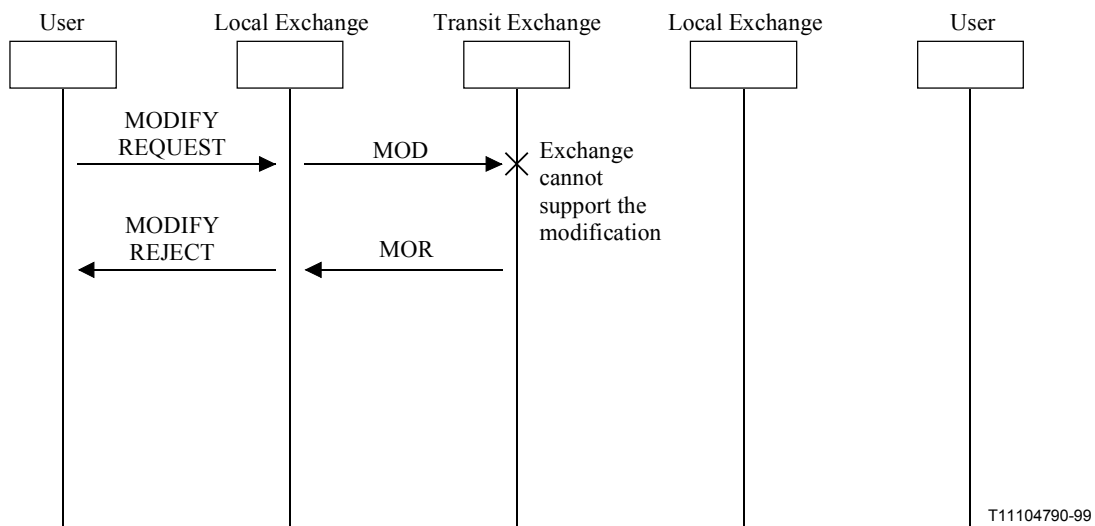 User
Local Exchange
Transit Exchange
Local Exchange
User
MODIFY
REQUEST
MOD
Exchange
cannot
support the
modification
MODIFY
REJECT
MOR
T11104790-99